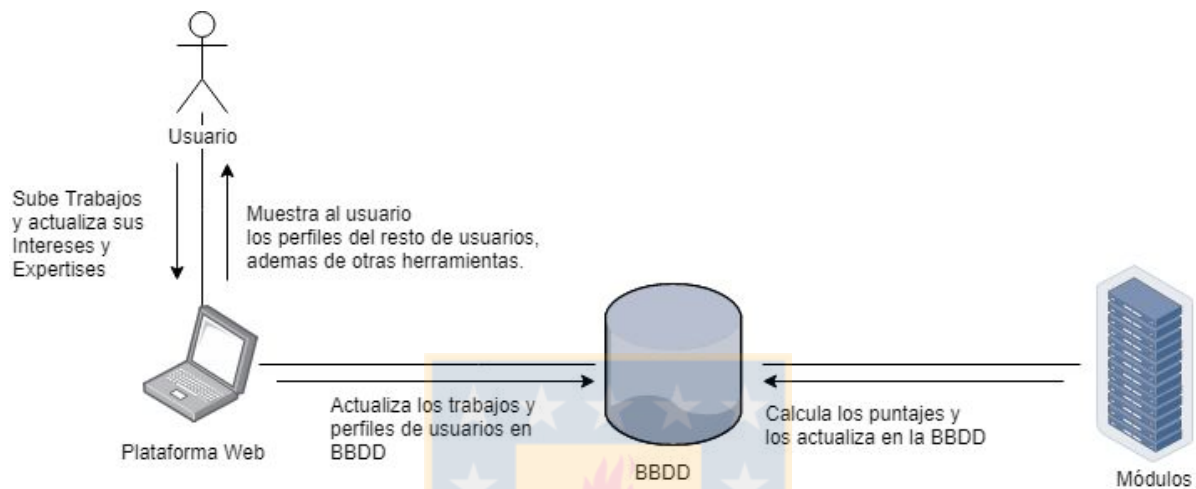 Usuario
Sube Trabajos
y actualiza sus
Intereses y
Expertises
Muestra al usuario
los perfiles del resto de usuarios,
ademas de otras herramientas.
Plataforma Web
Actualiza los trabajos y
perfiles de usuarios en
BBDD
BBDD
Calcula los puntajes y
los actualiza en la BBDD
Módulos